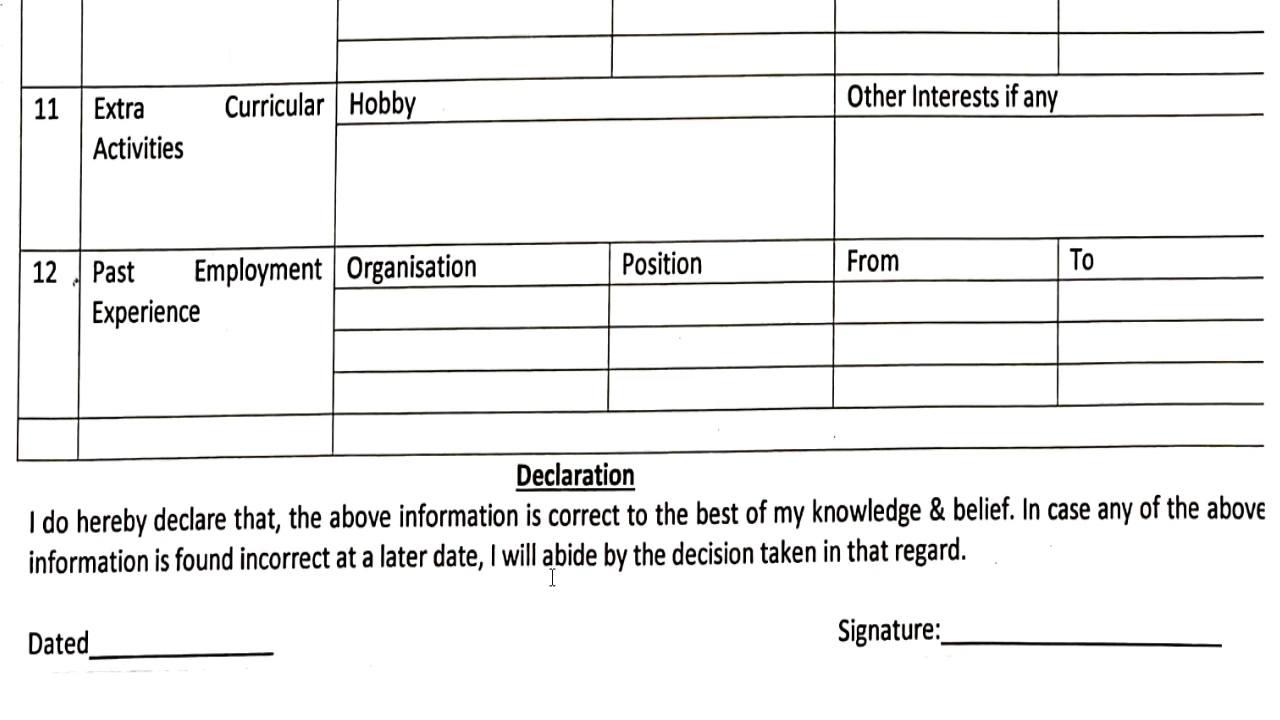 11 Extra Curricular Hobby Other Interests if any
Activities
12 Past Employment Organisation Position From To
Experience
Declaration
I do hereby declare that, the above information is correct to the best of my knowledge & belief. In case any of the above
information is found incorrect at a later date, I will abide by the decision taken in that regard.
Dated____________ Signature:__________________